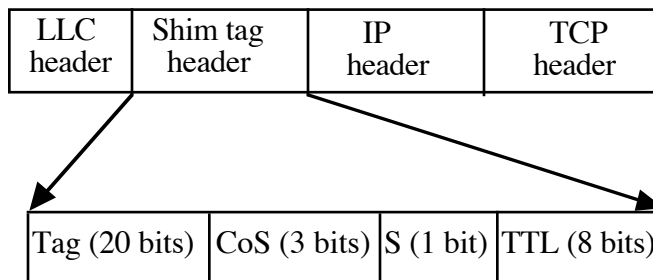 LLC Shim tag IP TCP
header header header header
Tag (20 bits) CoS (3 bits) S (1 bit) TTL (8 bits)